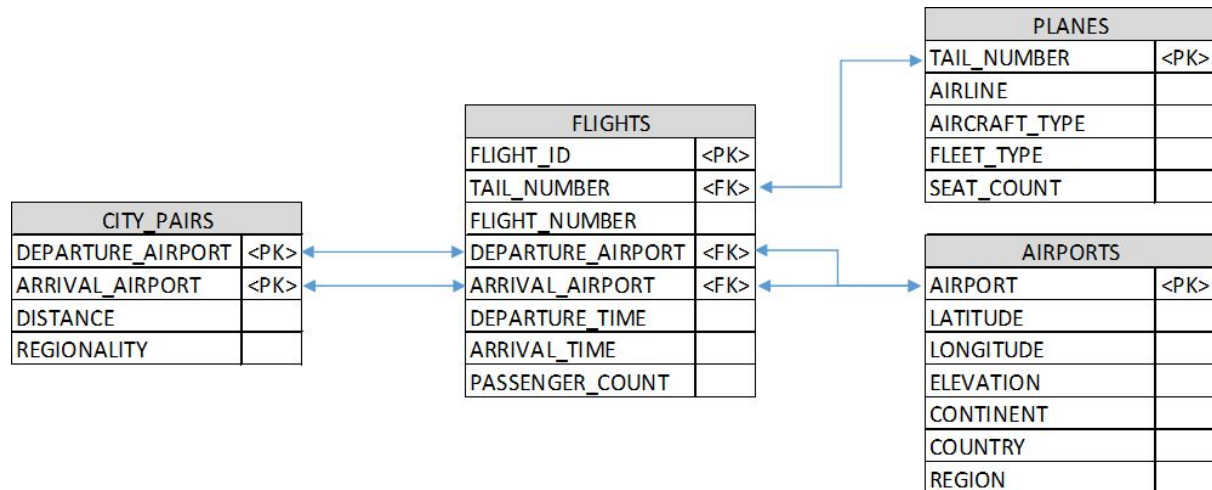 PLANES
TAIL_NUMBER <PK>
AIRLINE
AIRCRAFT_TYPE
FLEET_TYPE
SEAT_COUNT
FLIGHTS
FLIGHT_ID <PK>
TAIL_NUMBER <FK>
FLIGHT_NUMBER
DEPARTURE_AIRPORT <FK>
ARRIVAL_AIRPORT <FK>
DEPARTURE_TIME
ARRIVAL_TIME
PASSENGER_COUNT
CITY_PAIRS
DEPARTURE_AIRPORT <PK>
ARRIVAL_AIRPORT <PK>
DISTANCE
REGIONALITY
AIRPORTS
AIRPORT <PK>
LATITUDE
LONGITUDE
ELEVATION
CONTINENT
COUNTRY
REGION